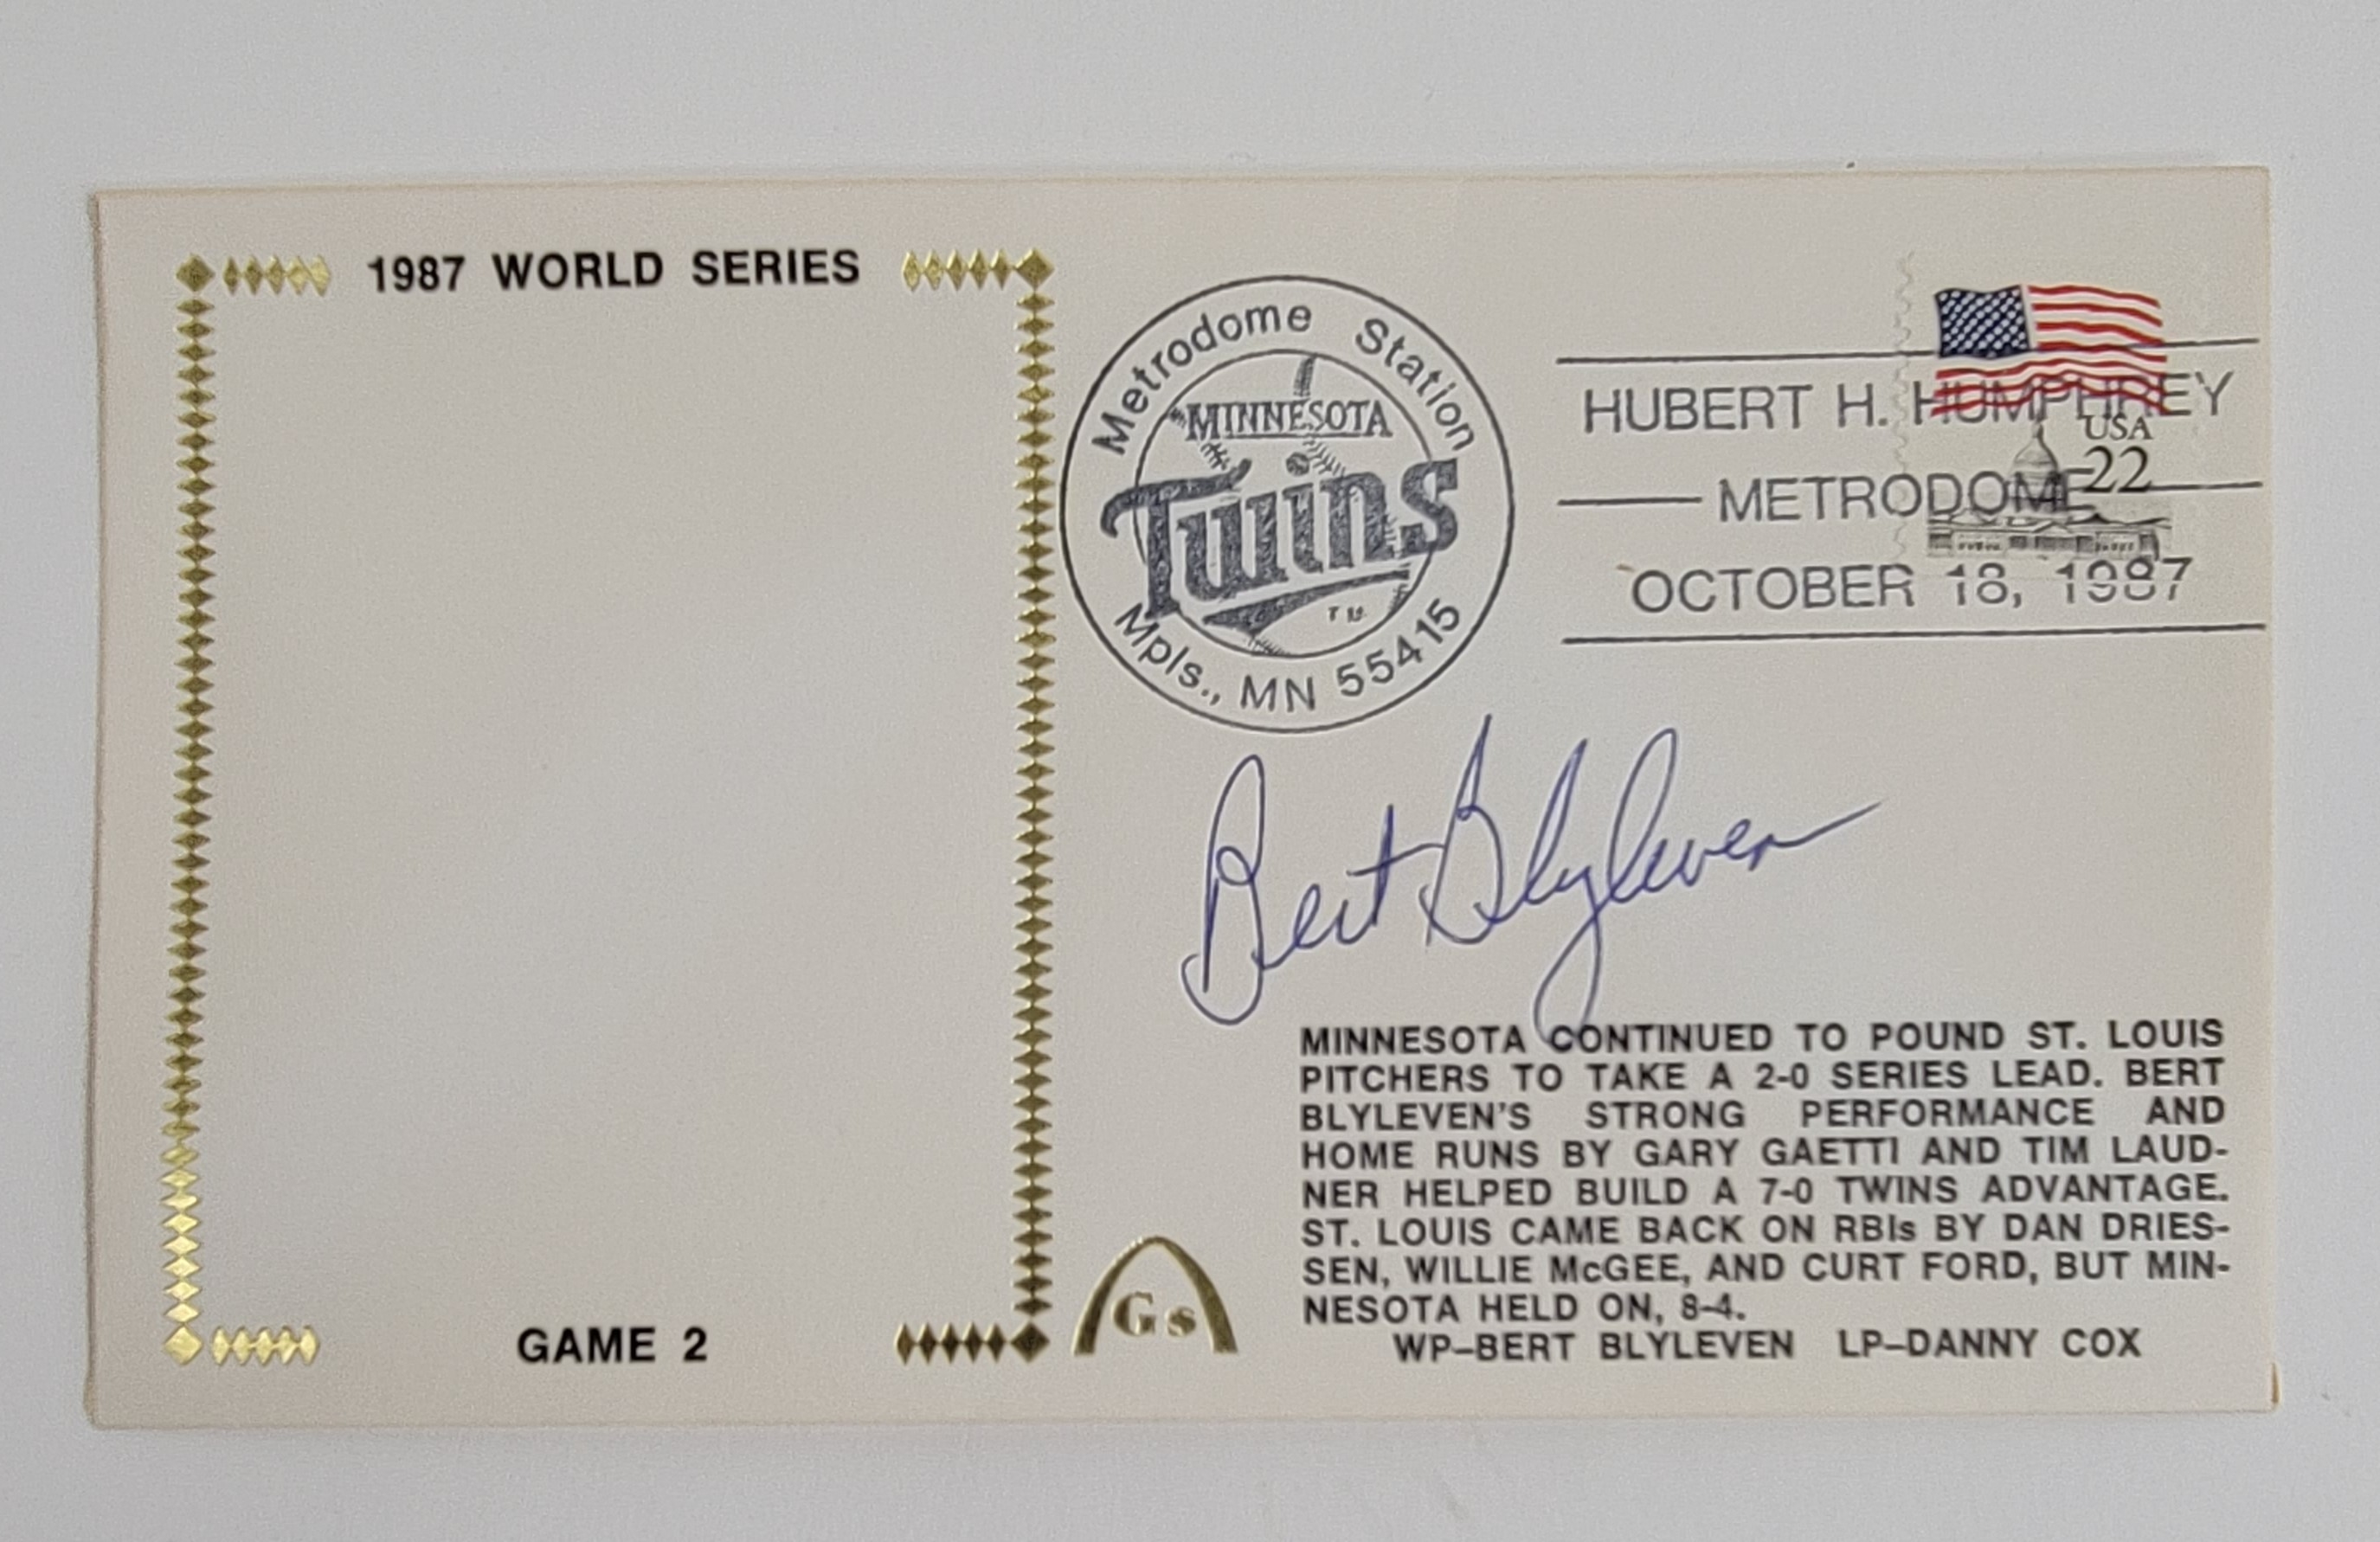 1987 WORLD SERIES
Metrodome Station
MINNESOTA
Twins
TM
Mpls., MN 55415
HUBERT H. HUMPHREY
METRODOME
OCTOBER 18, 1987
USA
22
Bert Blyleven
MINNESOTA CONTINUED TO POUND ST. LOUIS
PITCHERS TO TAKE A 2-0 SERIES LEAD. BERT
BLYLEVEN'S STRONG PERFORMANCE AND
HOME RUNS BY GARY GAETTI AND TIM LAUD-
NER HELPED BUILD A 7-0 TWINS ADVANTAGE.
ST. LOUIS CAME BACK ON RBIs BY DAN DRIES-
SEN, WILLIE McGEE, AND CURT FORD, BUT MIN-
NESOTA HELD ON, 8-4.
WP–BERT BLYLEVEN LP–DANNY COX
Gs
GAME 2